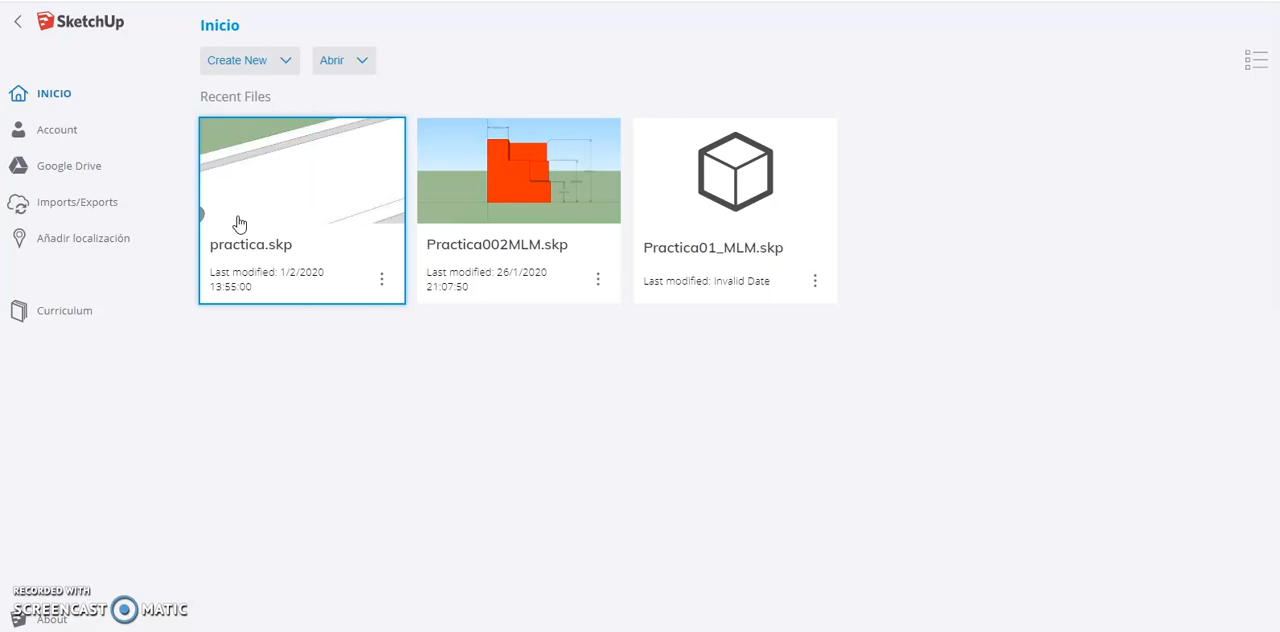 SketchUp
Inicio
Create New
Abrir
INICIO
Recent Files
Account
Google Drive
Imports/Exports
Añadir localización
Curriculum
practica.skp
Last modified: 1/2/2020
13:55:00
Practica002MLM.skp
Last modified: 26/1/2020
21:07:50
Practica01_MLM.skp
Last modified: Invalid Date
RECORDED WITH
SCREENCAST MATIC
About